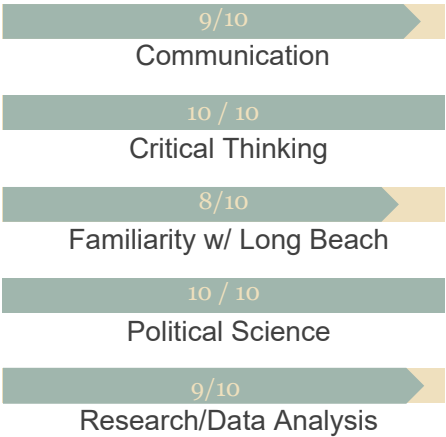 9/10
Communication
10 / 10
Critical Thinking
8/10
Familiarity w/ Long Beach
10 / 10
Political Science
9/10
Research/Data Analysis